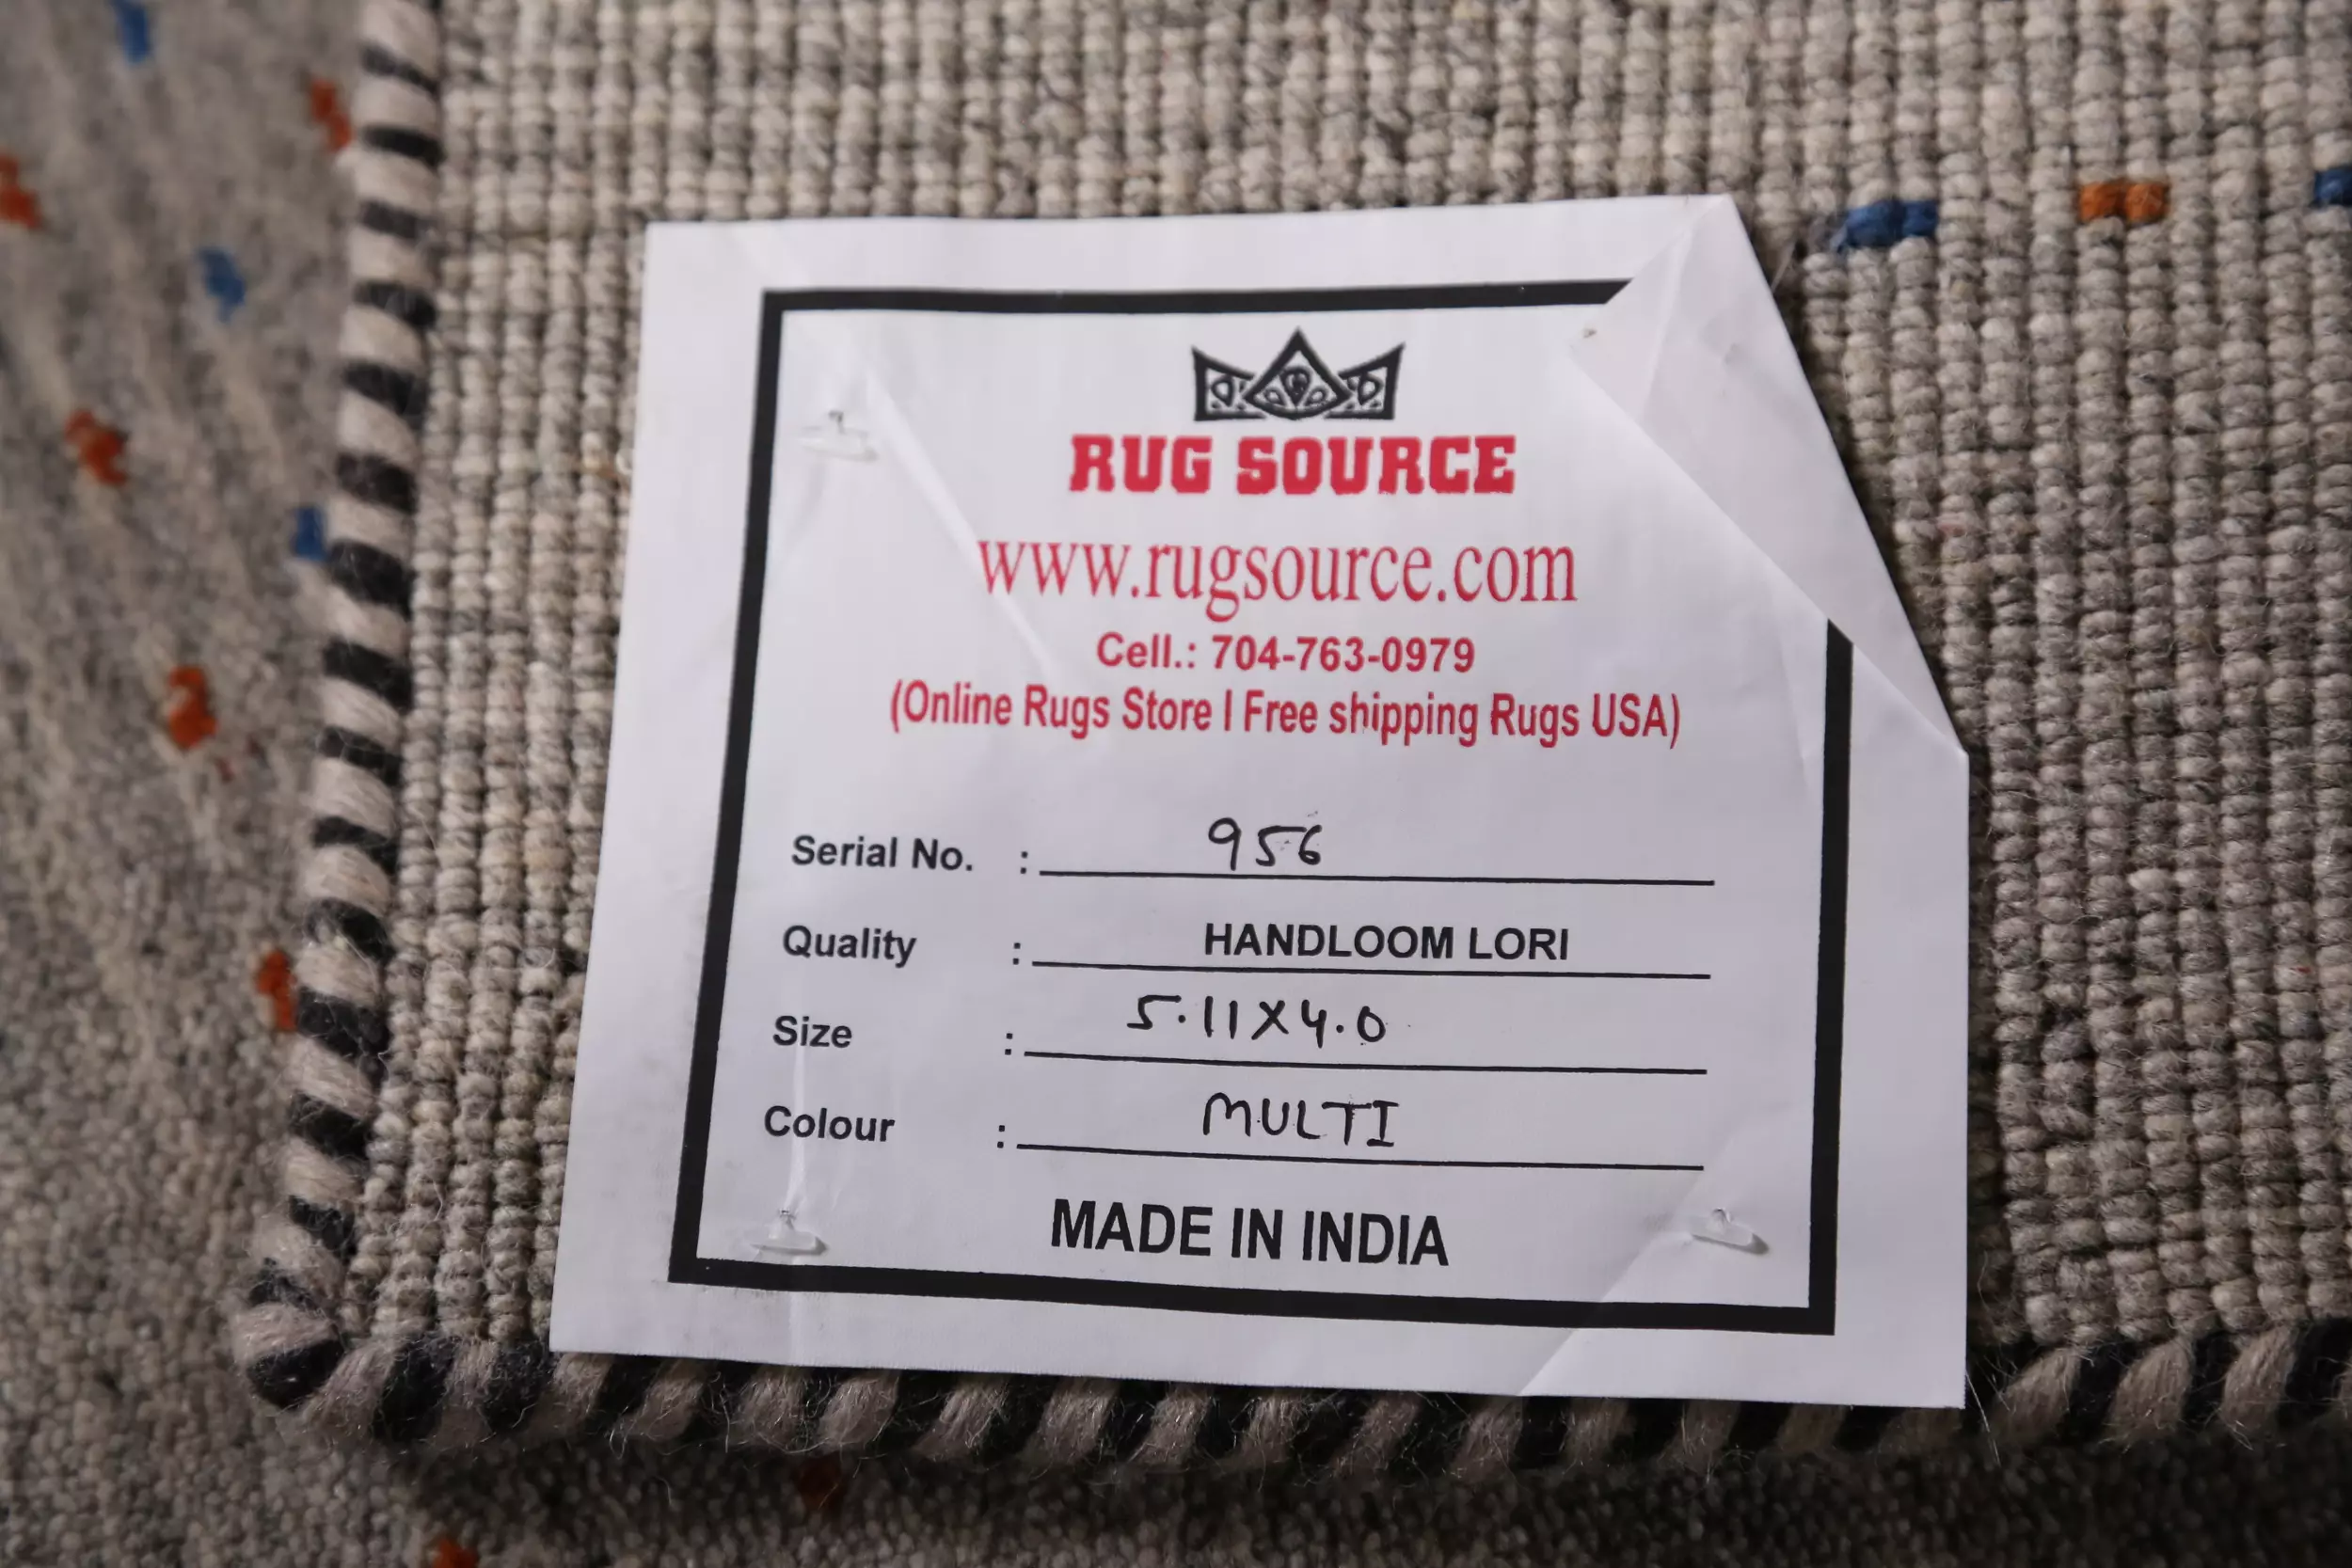 RUG SOURCE
www.rugsource.com
Cell.: 704-763-0979
(Online Rugs Store I Free shipping Rugs USA)
Serial No. : 956
Quality : HANDLOOM LORI
Size : 5.11X4.0
Colour : MULTI
MADE IN INDIA